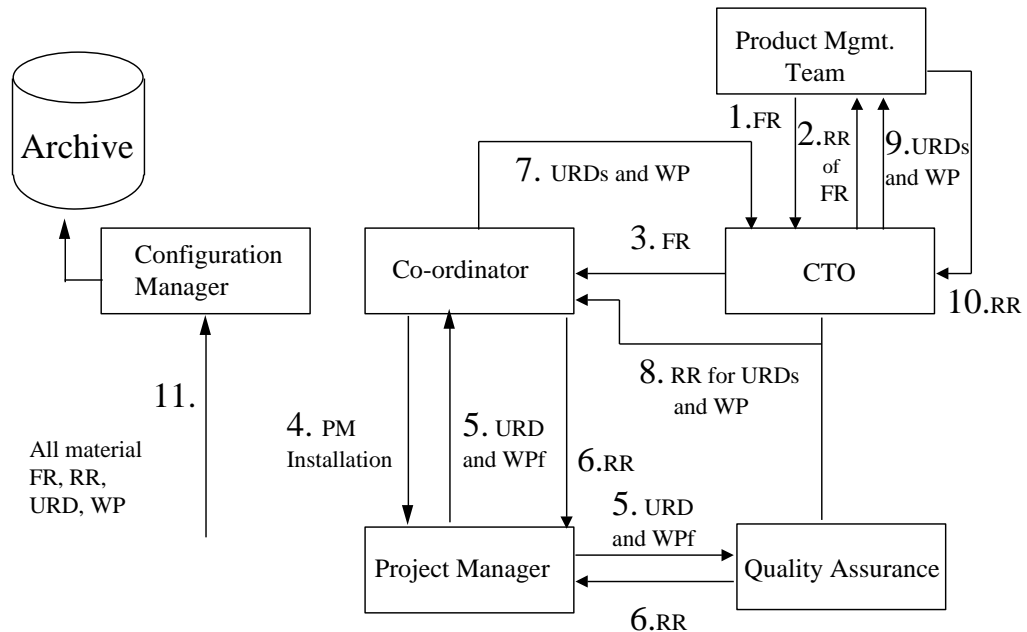 Product Mgmt.
Team
Archive
1.FR
2.RR
of
FR
9.URDs
and WP
7. URDs and WP
Configuration
Manager
Co-ordinator
3. FR
CTO
10.RR
8. RR for URDs
and WP
11.
All material
FR, RR,
URD, WP
4. PM
Installation
5. URD
and WPf
6.RR
5. URD
and WPf
Project Manager
Quality Assurance
6.RR